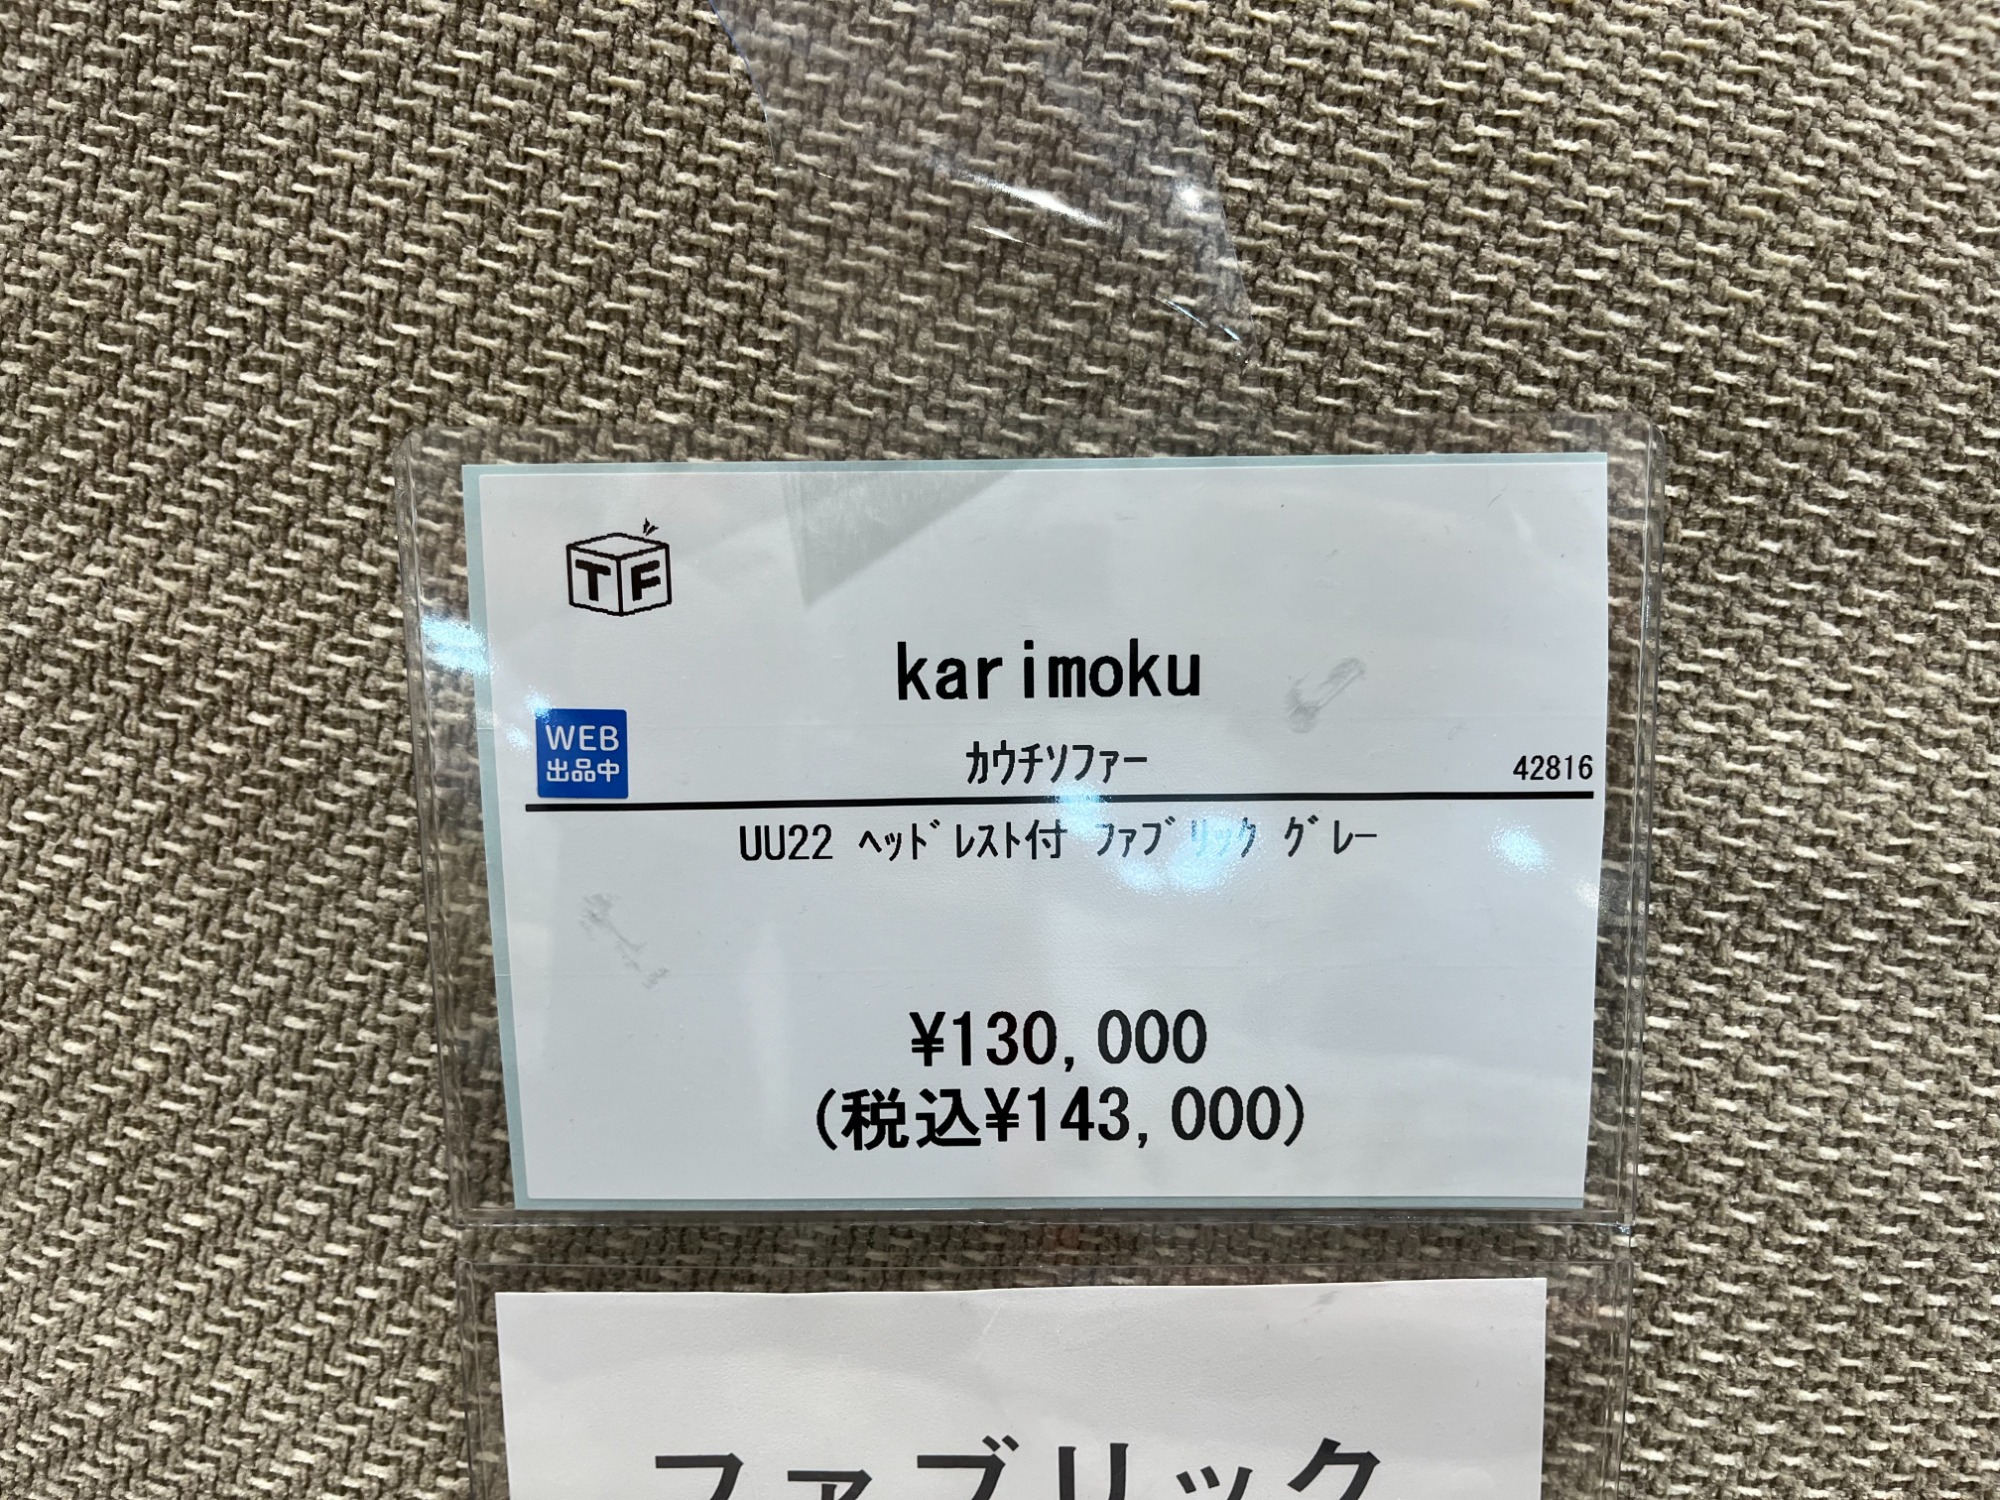 TF
karimoku
WEB
出品中
ｶｳﾁｿﾌｧｰ
42816
UU22 ﾍｯﾄﾞﾚｽﾄ付 ﾌｧﾌﾞﾘｯｸ ｸﾞﾚｰ
¥130,000
(税込¥143,000)
ファブリック